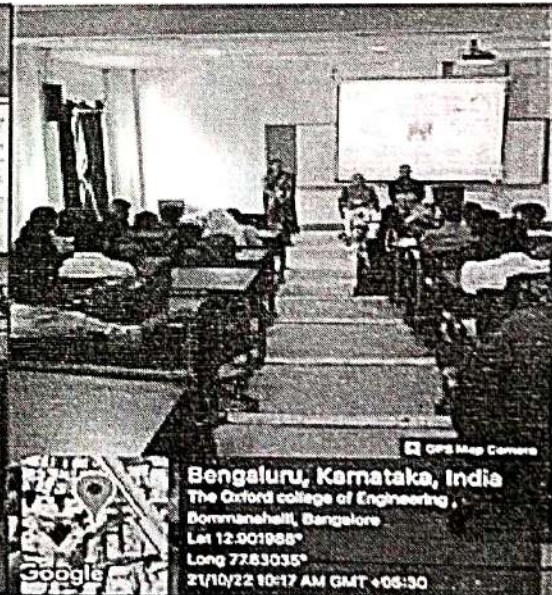 GPS Map Camera
Bengaluru, Karnataka, India
The Oxford college of Engineering ,
Bommanahalli, Bangalore
Lat 12.901988°
Long 77.63035°
21/10/22 10:17 AM GMT +05:30
Google